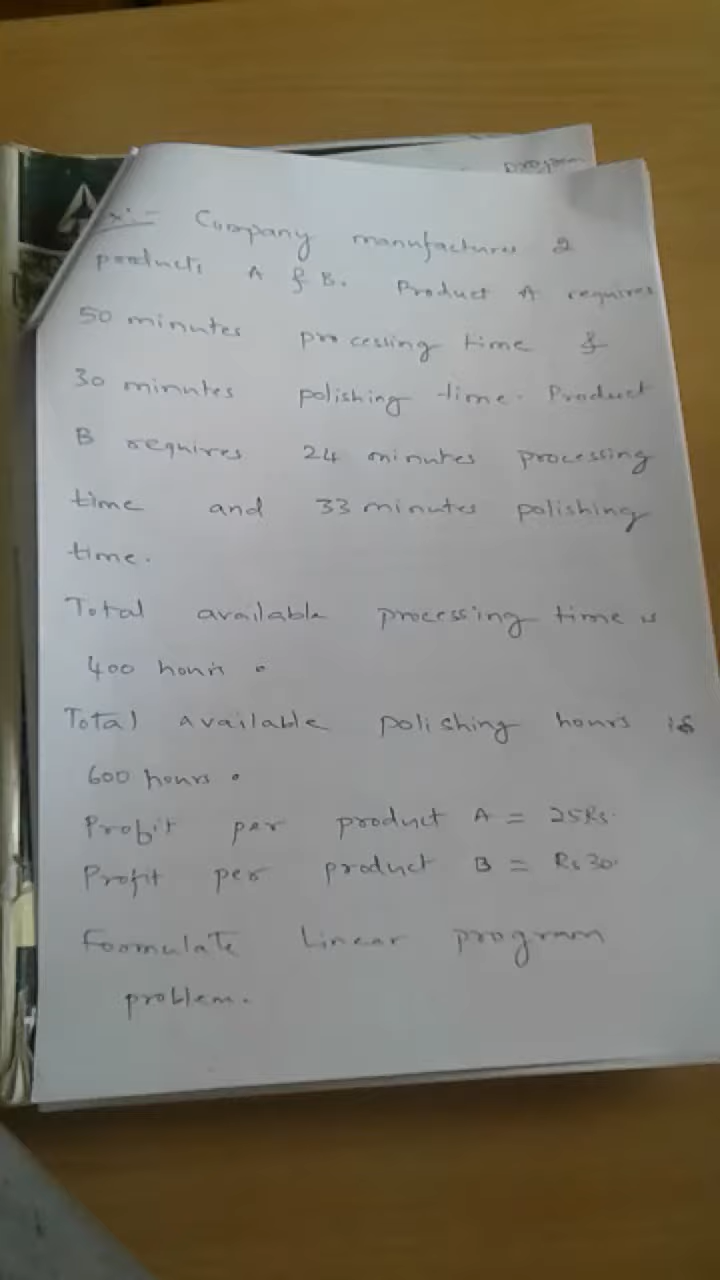 program
x:-  Company manufactures 2
products A & B. Product A requires
50 minutes processing time &
30 minutes polishing time. Product
B requires 24 minutes processing
time and 33 minutes polishing
time.
Total available processing time is
400 hours.
Total available polishing hours is
600 hours.
Profit per product A = 25Rs.
Profit per product B = Rs 30.
Formulate Linear program
problem.